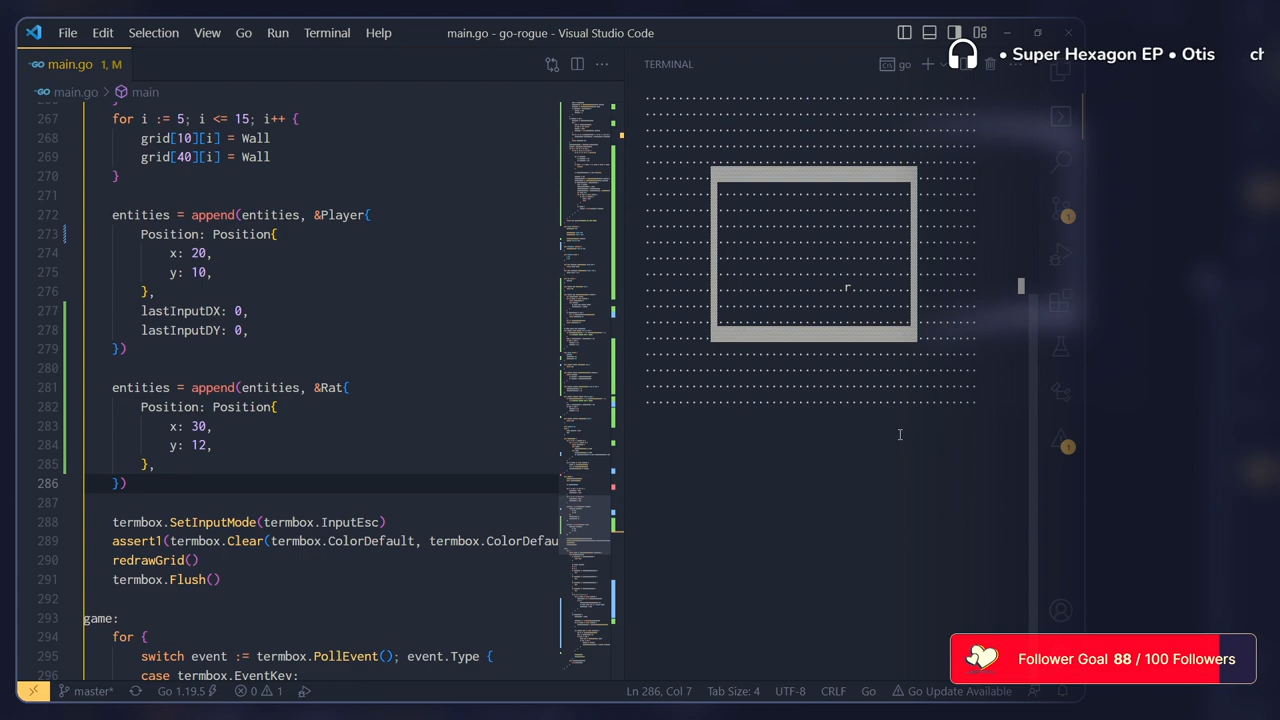 File Edit Selection View Go Run Terminal Help
main.go - go-rogue - Visual Studio Code
• Super Hexagon EP • Otis ch
main.go 1, M
TERMINAL
go
main.go > main
267 for i := 5; i <= 15; i++ {
268 grid[10][i] = Wall
269 grid[40][i] = Wall
270 }
271
272 entities = append(entities, &Player{
273 Position: Position{
274 x: 20,
275 y: 10,
276 },
277 lastInputDX: 0,
278 lastInputDY: 0,
279 })
280
281 entities = append(entities, &Rat{
282 Position: Position{
283 x: 30,
284 y: 12,
285 },
286 })
287
288 termbox.SetInputMode(termbox.InputEsc)
289 assert1(termbox.Clear(termbox.ColorDefault, termbox.ColorDefau
290 redrawGrid()
291 termbox.Flush()
292
293 game:
294 for {
295 switch event := termbox.PollEvent(); event.Type {
296 case termbox.EventKey:
r
1
1
Follower Goal 88 / 100 Followers
master* Go 1.19.5 0 1 Ln 286, Col 7 Tab Size: 4 UTF-8 CRLF Go Go Update Available